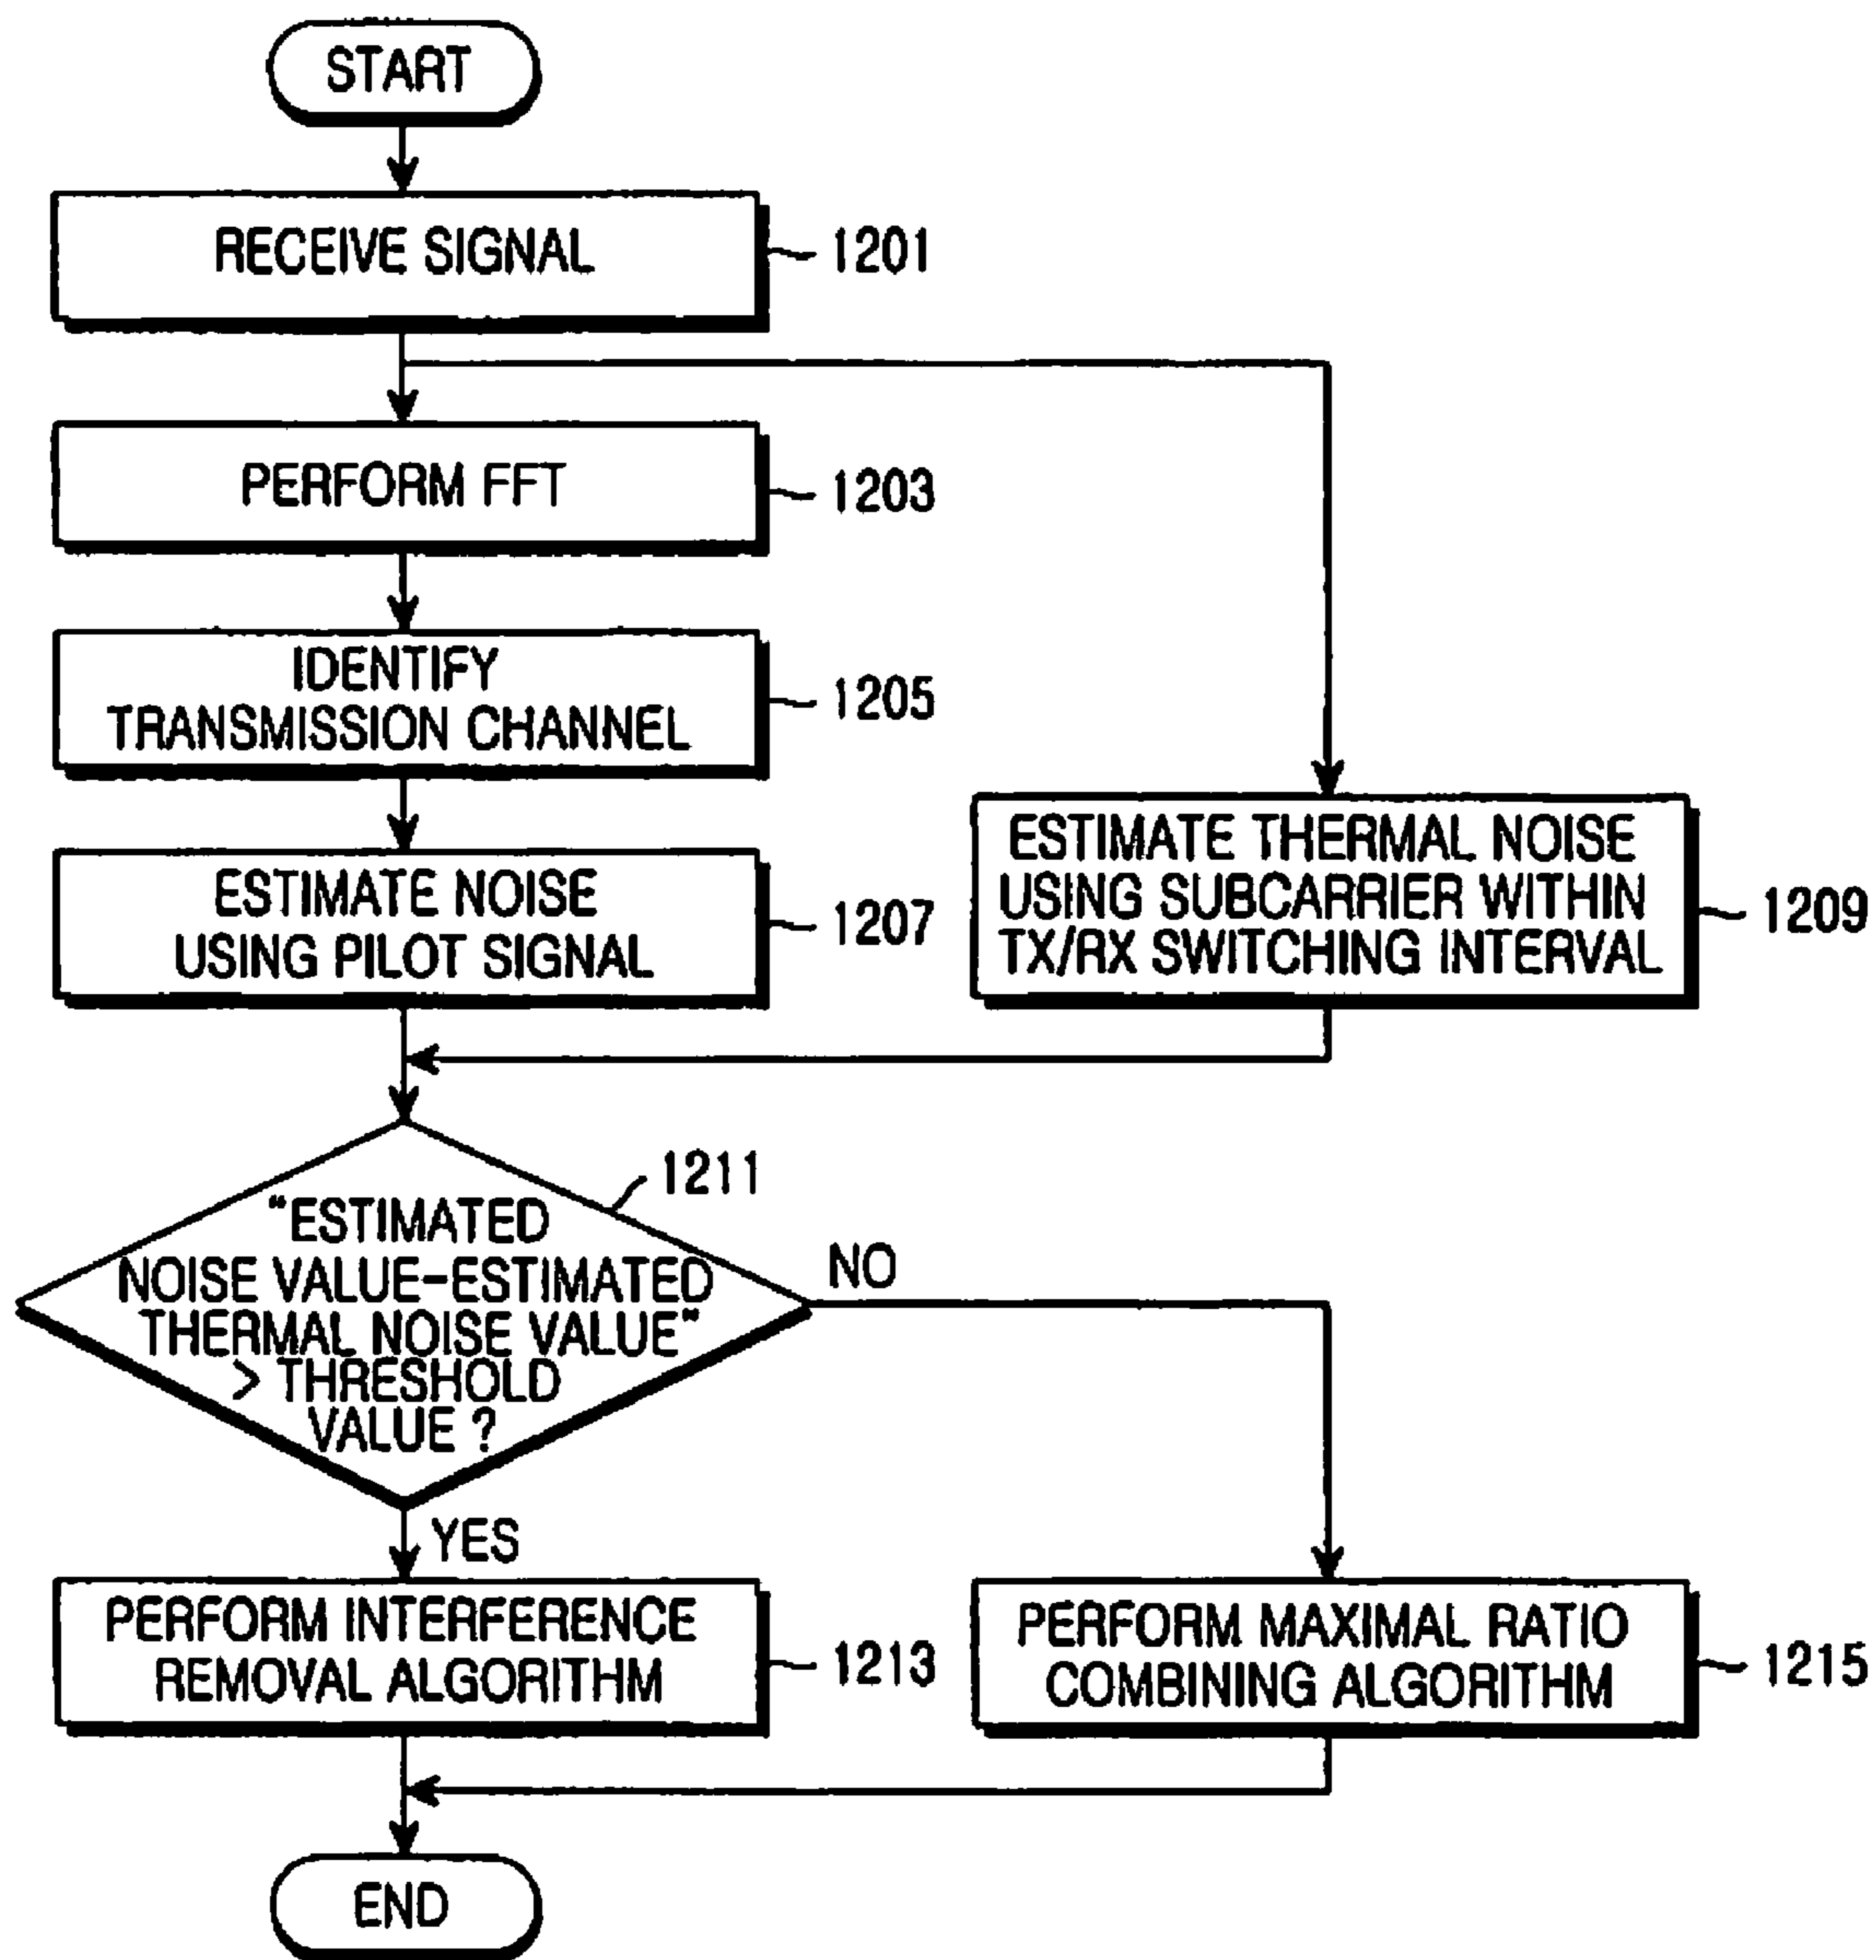 START
RECEIVE SIGNAL
1201
PERFORM FFT
1203
IDENTIFY
TRANSMISSION CHANNEL
1205
ESTIMATE NOISE
USING PILOT SIGNAL
1207
ESTIMATE THERMAL NOISE
USING SUBCARRIER WITHIN
TX/RX SWITCHING INTERVAL
1209
1211
"ESTIMATED
NOISE VALUE-ESTIMATED
THERMAL NOISE VALUE"
> THRESHOLD
VALUE ?
NO
YES
PERFORM INTERFERENCE
REMOVAL ALGORITHM
1213
PERFORM MAXIMAL RATIO
COMBINING ALGORITHM
1215
END